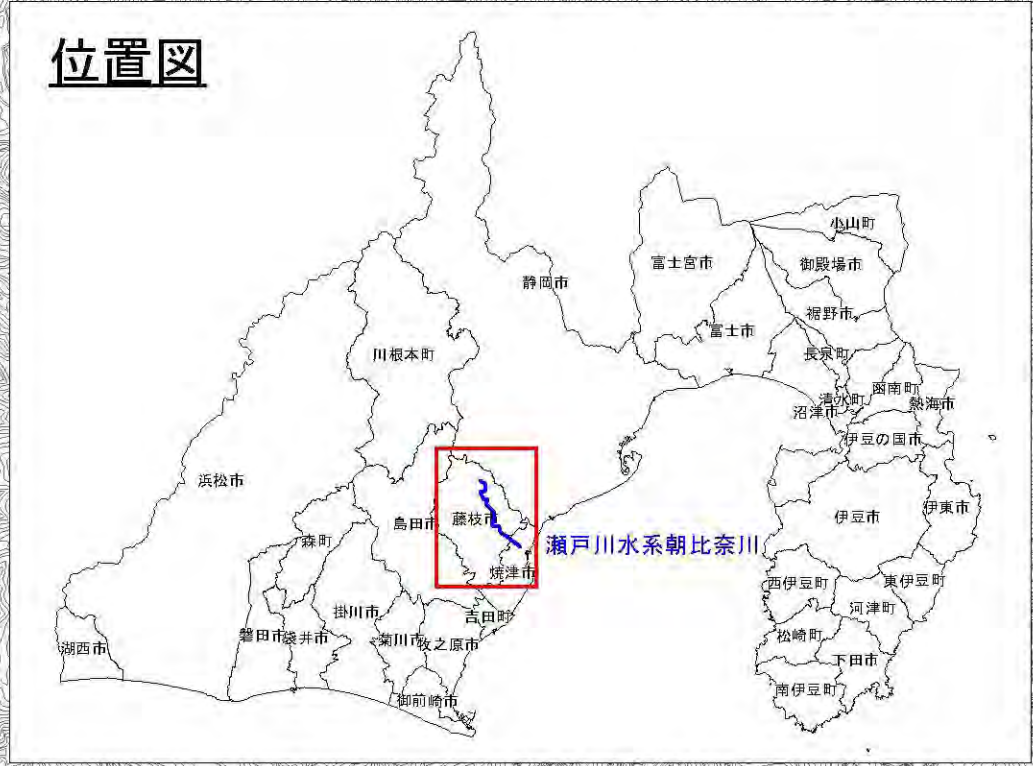 位置図
小山町
富士宮市
御殿場市
静岡市
裾野市
富士市
長泉町
川根本町
函南町
清水町
熱海市
沼津市
伊豆の国市
浜松市
伊東市
伊豆市
島田市
藤枝市
森町
瀬戸川水系朝比奈川
焼津市
西伊豆町
東伊豆町
掛川市
河津町
吉田町
磐田市
袋井市
菊川市
牧之原市
松崎町
湖西市
下田市
南伊豆町
御前崎市